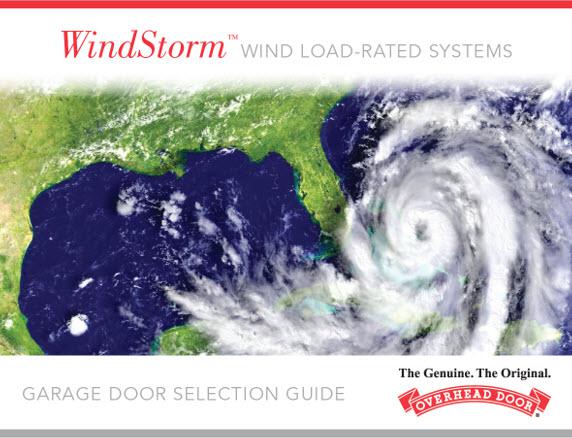 WindStorm™ WIND LOAD-RATED SYSTEMS
GARAGE DOOR SELECTION GUIDE
The Genuine. The Original.
OVERHEAD DOOR®